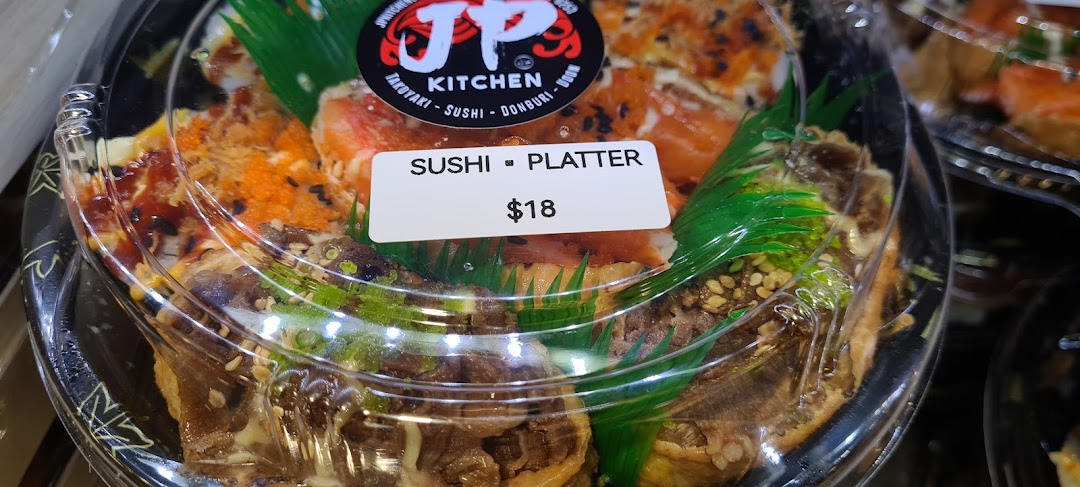 JP
KITCHEN
TAKOYAKI - SUSHI - DONBURI - UDON
SUSHI - PLATTER
$18